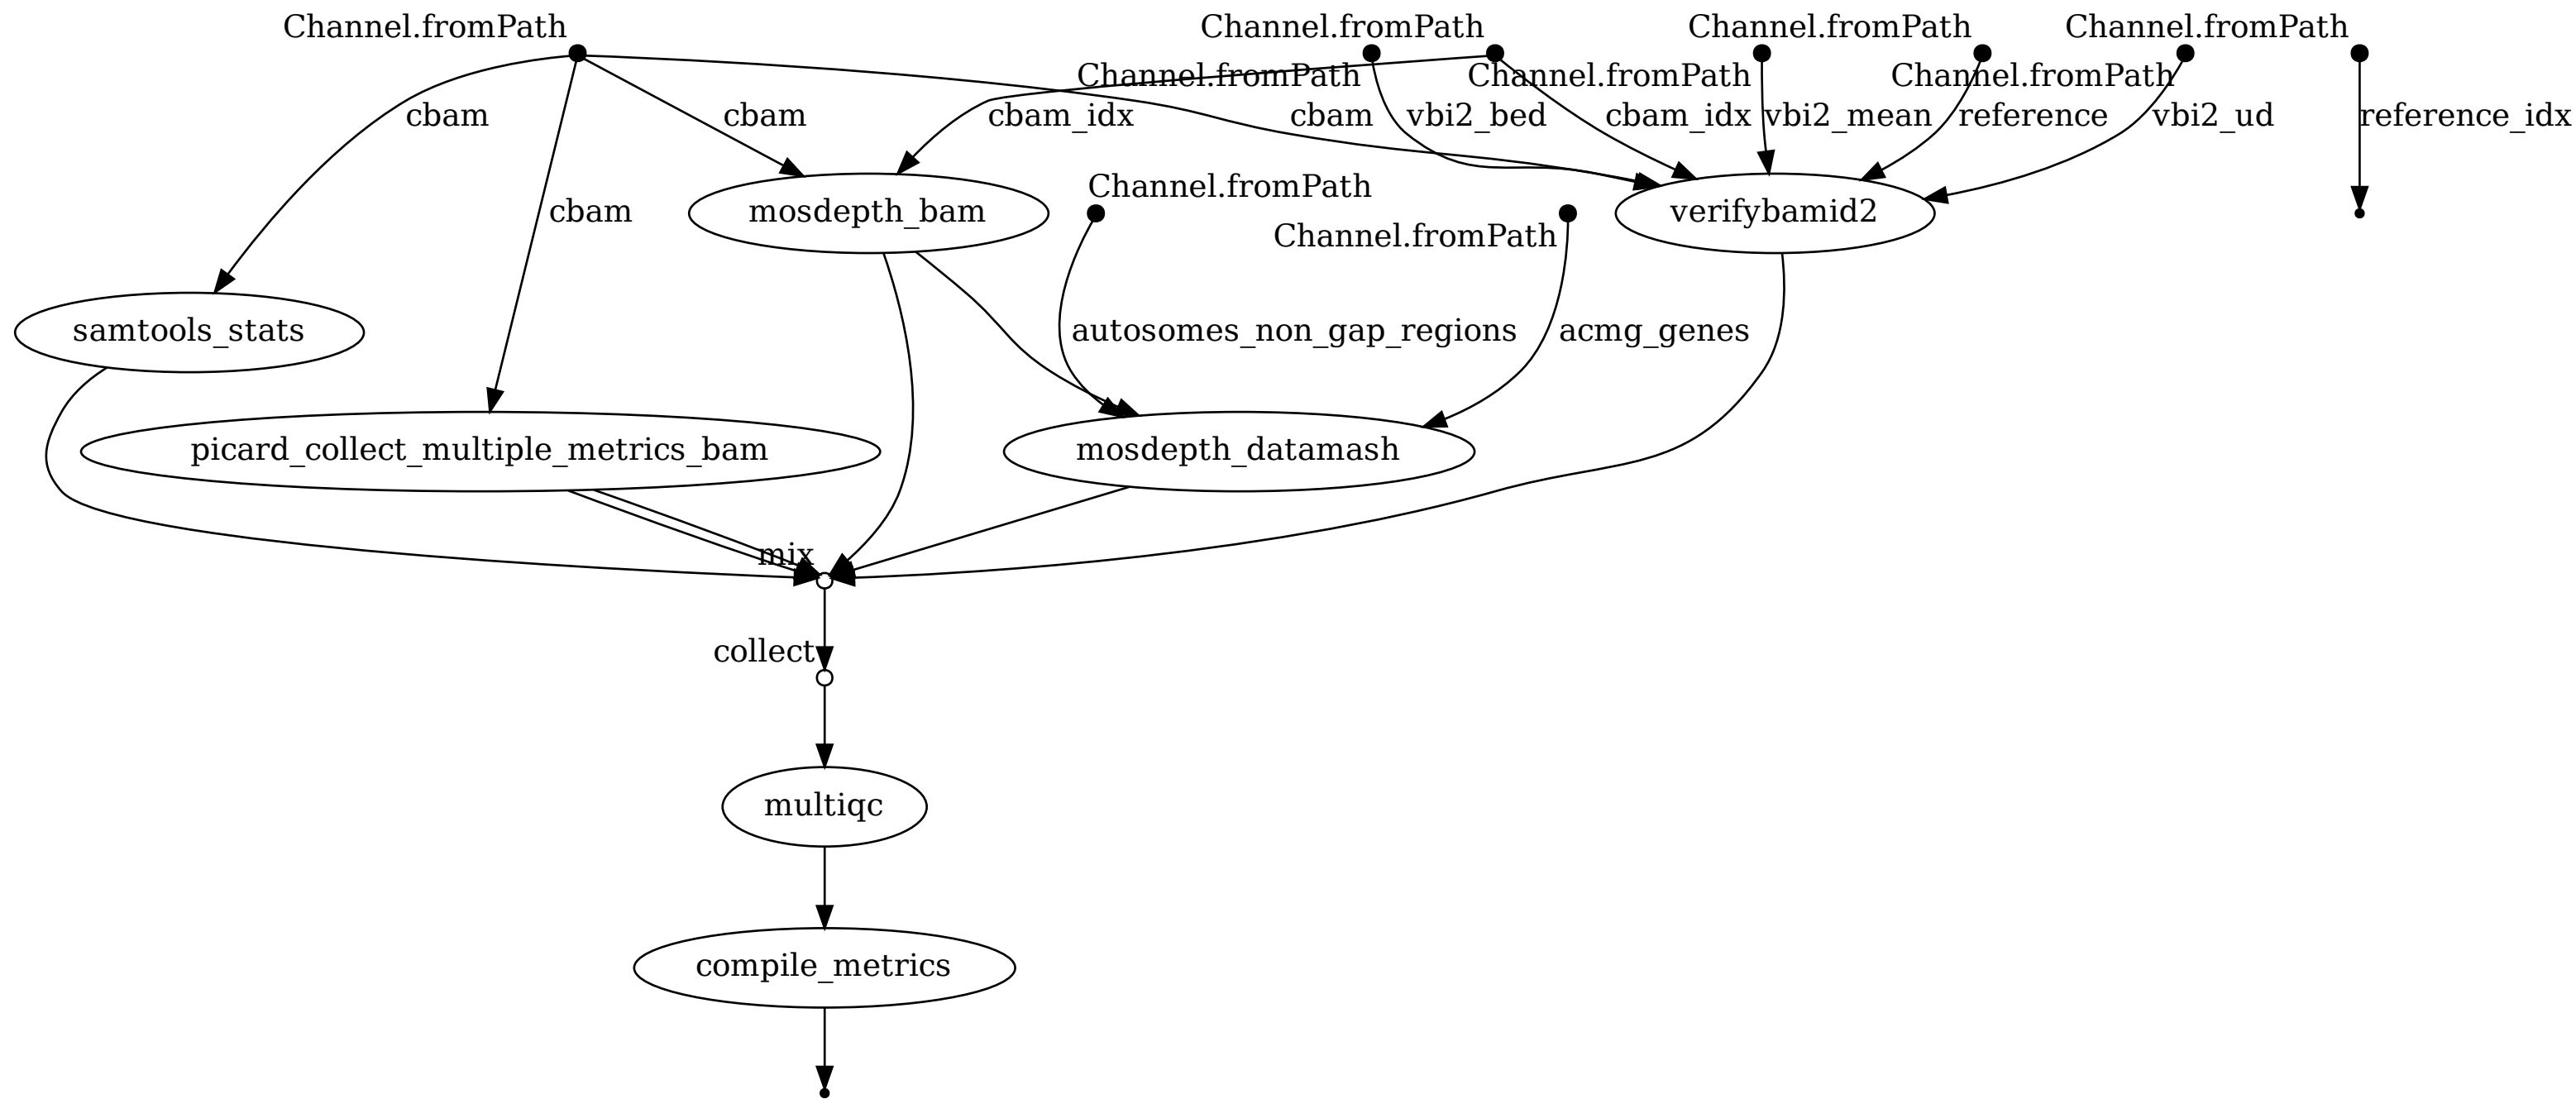 Channel.fromPath
Channel.fromPath
Channel.fromPath
Channel.fromPath
Channel.fromPath
Channel.fromPath
Channel.fromPath
cbam
cbam
cbam_idx
cbam
vbi2_bed
cbam_idx
vbi2_mean
reference
vbi2_ud
reference_idx
Channel.fromPath
cbam
mosdepth_bam
verifybamid2
Channel.fromPath
samtools_stats
autosomes_non_gap_regions
acmg_genes
picard_collect_multiple_metrics_bam
mosdepth_datamash
mix
collect
multiqc
compile_metrics